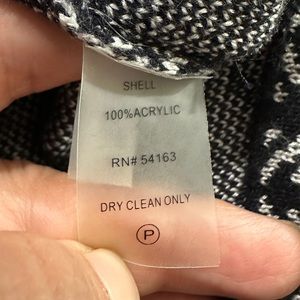 SHELL
100%ACRYLIC
RN# 54163
DRY CLEAN ONLY
P